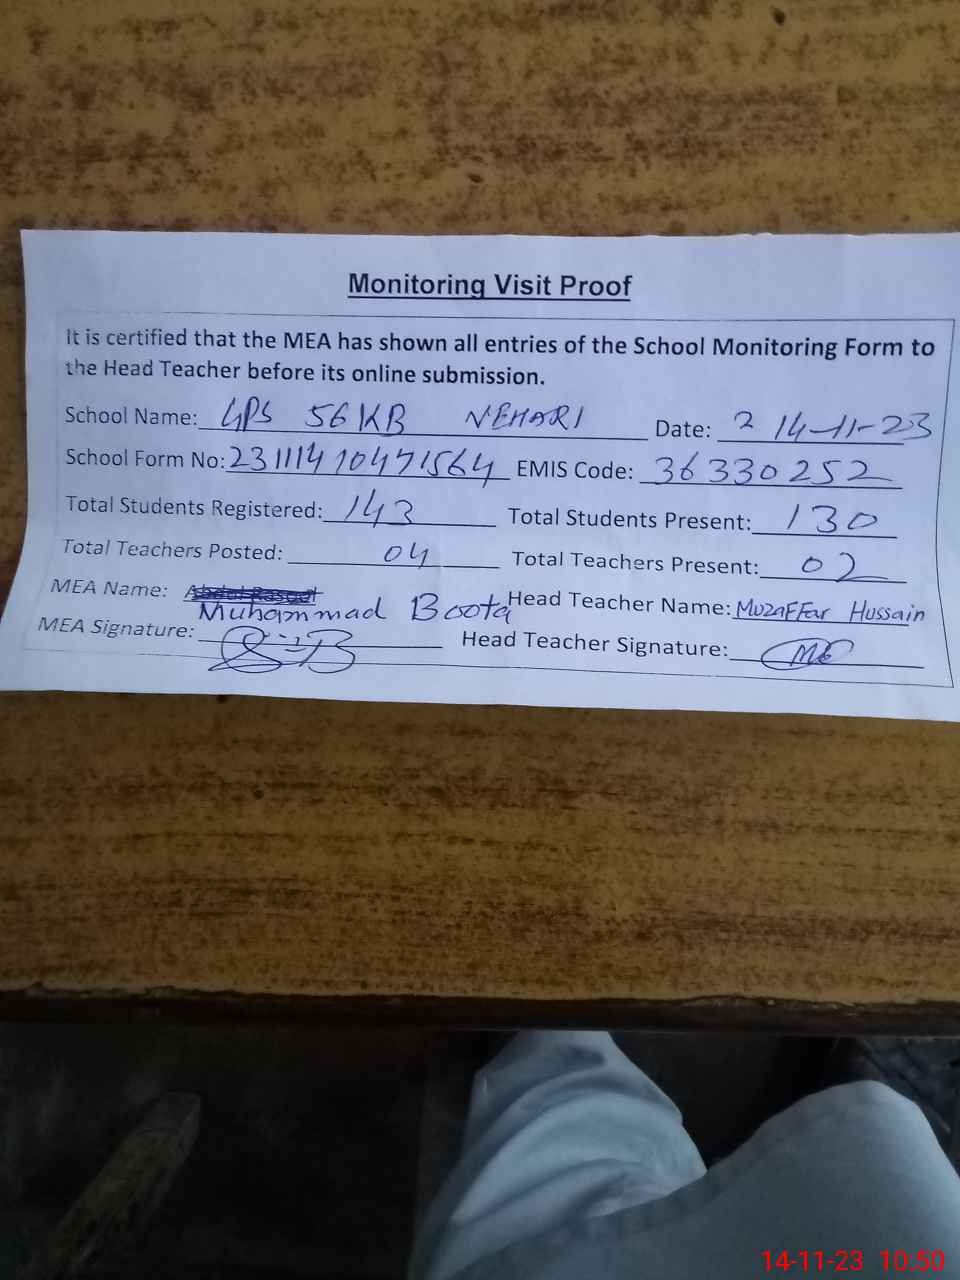 Monitoring Visit Proof
It is certified that the MEA has shown all entries of the School Monitoring Form to
the Head Teacher before its online submission.
School Name: GPS 56KB NEHARI Date: 2 14-11-23
School Form No: 23111410471564 EMIS Code: 36330252
Total Students Registered: 143 Total Students Present: 130
Total Teachers Posted: 04 Total Teachers Present: 02
MEA Name: Abdul Rasool Muhammad Boota Head Teacher Name: Muzaffar Hussain
MEA Signature: Head Teacher Signature:
14-11-23 10:50